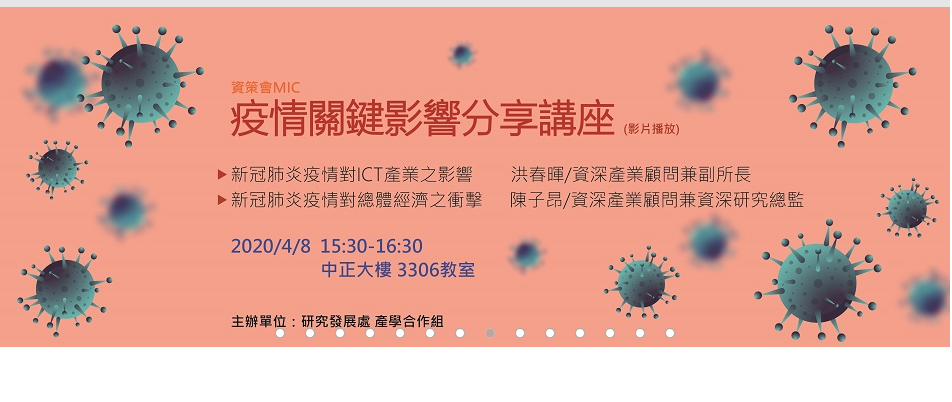 資策會MIC
疫情關鍵影響分享講座 (影片播放)
▶新冠肺炎疫情對ICT產業之影響 洪春暉/資深產業顧問兼副所長
▶新冠肺炎疫情對總體經濟之衝擊 陳子昂/資深產業顧問兼資深研究總監
2020/4/8 15:30-16:30
中正大樓 3306教室
主辦單位：研究發展處 產學合作組